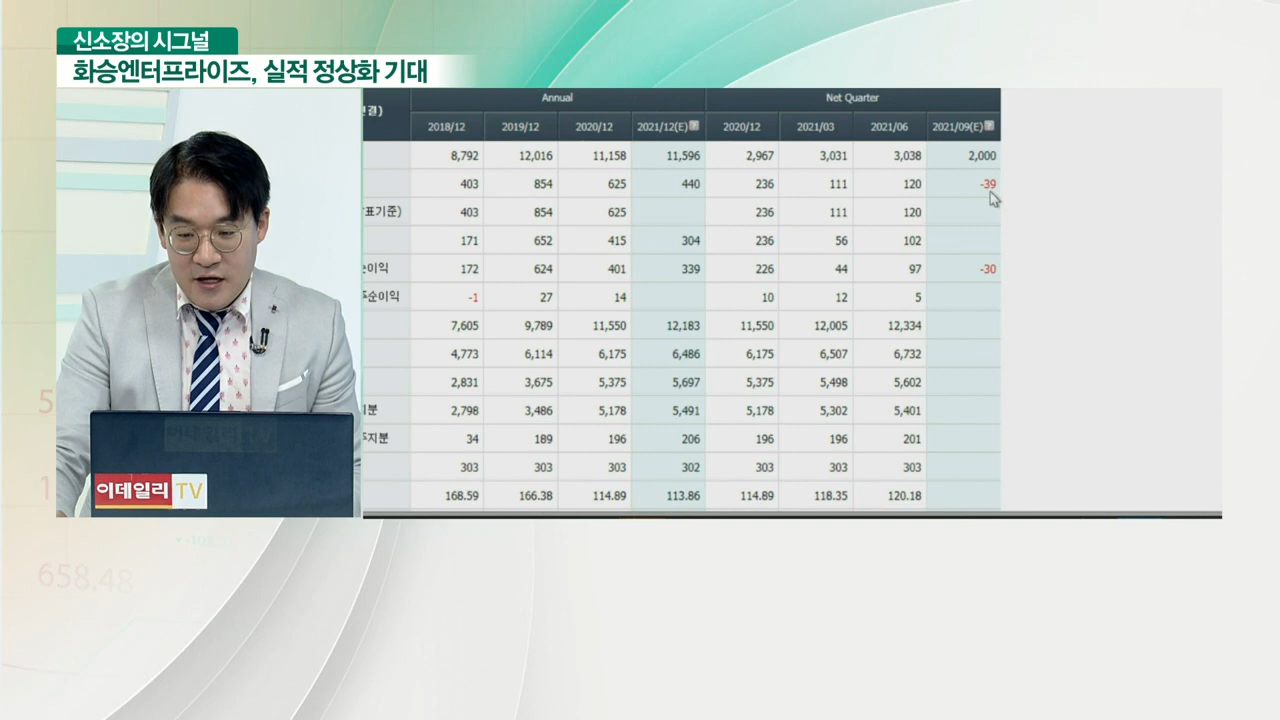 신소장의 시그널
화승엔터프라이즈, 실적 정상화 기대
결) Annual Net Quarter
2018/12 2019/12 2020/12 2021/12(E) 2020/12 2021/03 2021/06 2021/09(E)
8,792 12,016 11,158 11,596 2,967 3,031 3,038 2,000
403 854 625 440 236 111 120 -39
표기준) 403 854 625 236 111 120
171 652 415 304 236 56 102
순이익 172 624 401 339 226 44 97 -30
주순이익 -1 27 14 10 12 5
7,605 9,789 11,550 12,183 11,550 12,005 12,334
4,773 6,114 6,175 6,486 6,175 6,507 6,732
2,831 3,675 5,375 5,697 5,375 5,498 5,602
지분 2,798 3,486 5,178 5,491 5,178 5,302 5,401
주지분 34 189 196 206 196 196 201
303 303 303 302 303 303 303
168.59 166.38 114.89 113.86 114.89 118.35 120.18
이데일리 TV
658.48